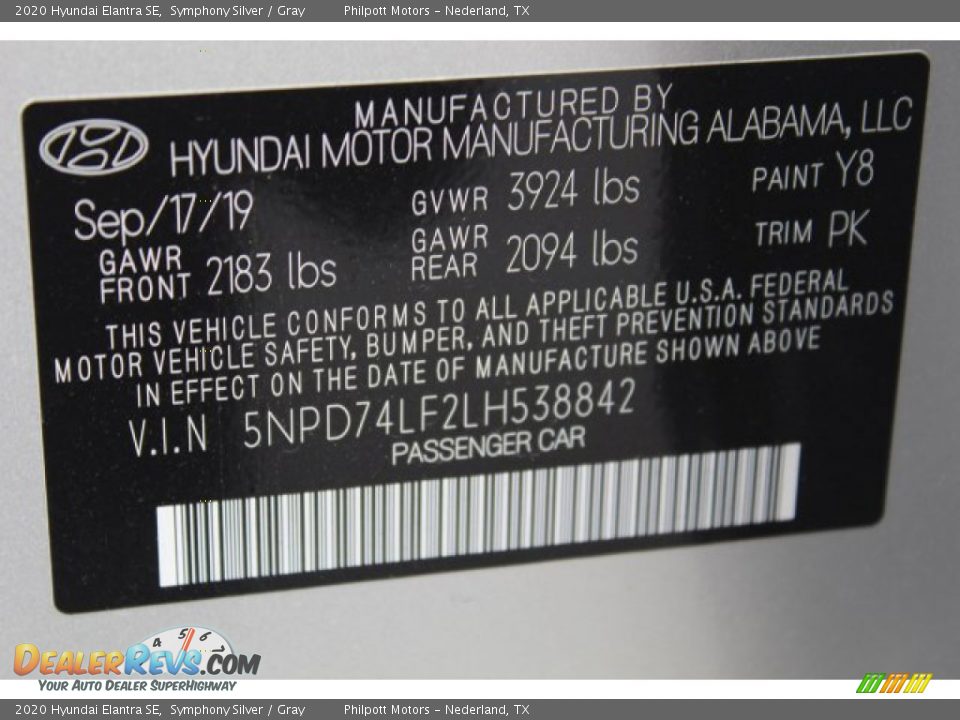 2020 Hyundai Elantra SE, Symphony Silver / Gray Philpott Motors - Nederland, TX
MANUFACTURED BY
HYUNDAI MOTOR MANUFACTURING ALABAMA, LLC
Sep/17/19 GVWR 3924 lbs PAINT Y8
GAWR FRONT 2183 lbs GAWR REAR 2094 lbs TRIM PK
THIS VEHICLE CONFORMS TO ALL APPLICABLE U.S.A. FEDERAL
MOTOR VEHICLE SAFETY, BUMPER, AND THEFT PREVENTION STANDARDS
IN EFFECT ON THE DATE OF MANUFACTURE SHOWN ABOVE
V.I.N 5NPD74LF2LH538842
PASSENGER CAR
4 5 6 7
DEALERREVS.COM
YOUR AUTO DEALER SUPERHIGHWAY
2020 Hyundai Elantra SE, Symphony Silver / Gray Philpott Motors - Nederland, TX